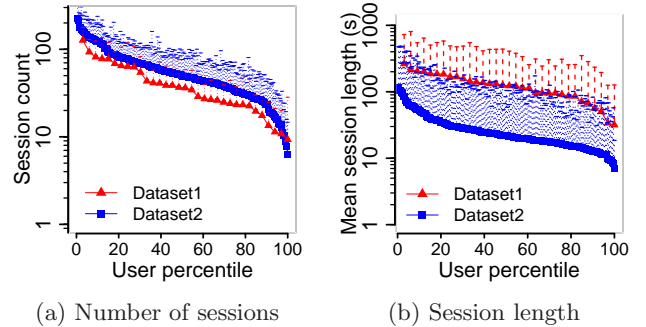 Session count
100
10
1
Dataset1
Dataset2
0 20 40 60 80 100
User percentile
(a) Number of sessions
Mean session length (s)
1000
100
10
1
Dataset1
Dataset2
0 20 40 60 80 100
User percentile
(b) Session length